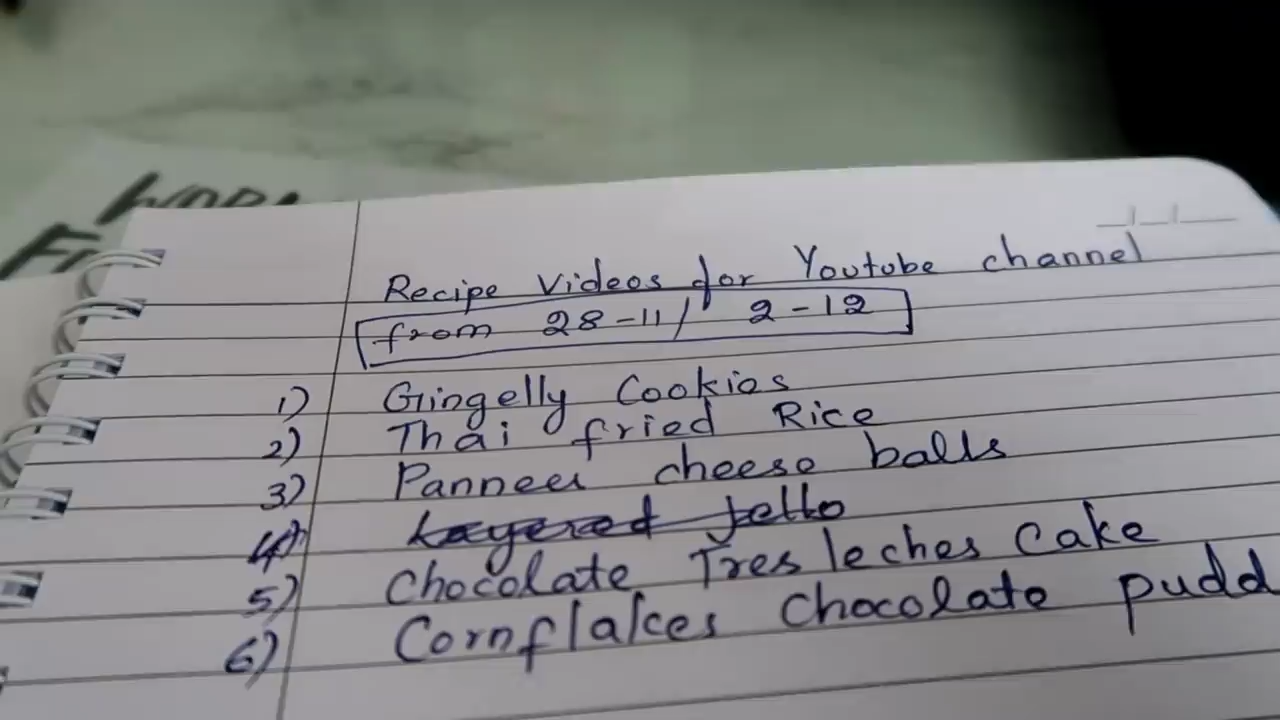 Recipe Videos for Youtube channel
from 28-11/ 2-12
1) Gingelly Cookies
2) Thai fried Rice
3) Panneer cheese balls
4) Layered Jello
5) Chocolate Tres leches Cake
6) Cornflakes Chocolate pudd